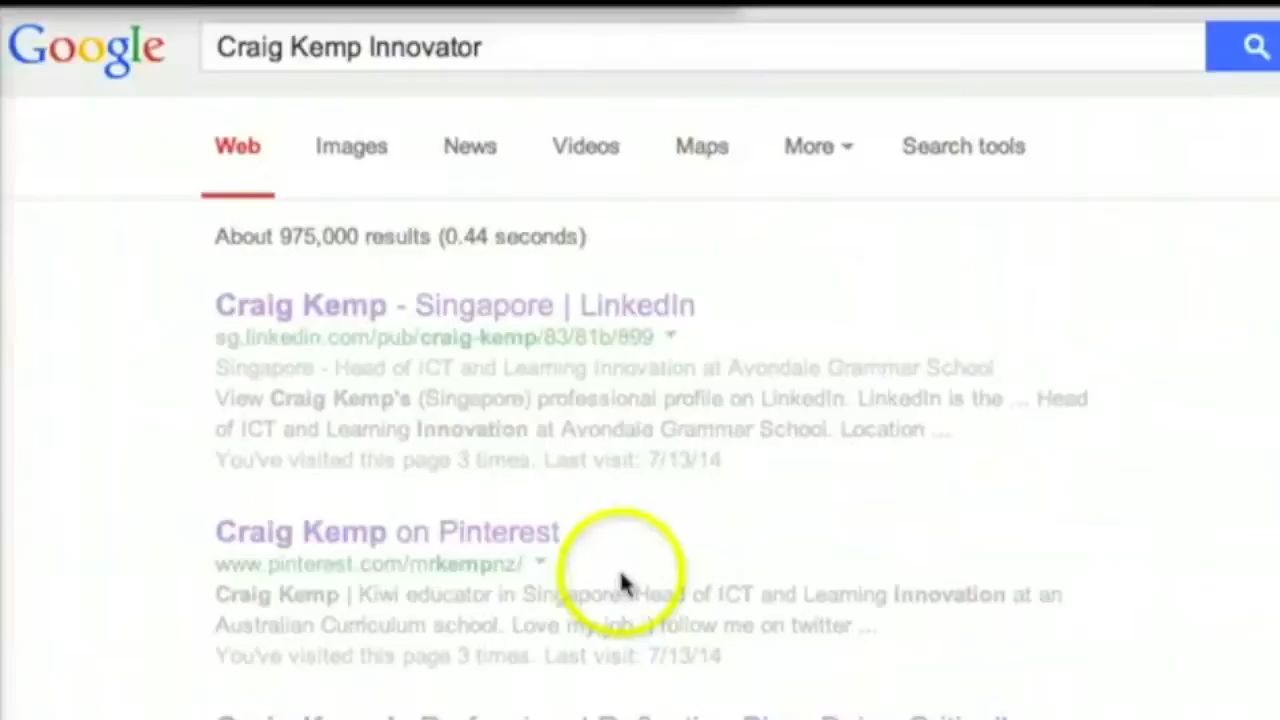 Google
Craig Kemp Innovator
Web Images News Videos Maps More Search tools
About 975,000 results (0.44 seconds)
Craig Kemp - Singapore | LinkedIn
sg.linkedin.com/pub/craig-kemp/83/81b/899
Singapore - Head of ICT and Learning Innovation at Avondale Grammar School
View Craig Kemp's (Singapore) professional profile on LinkedIn. LinkedIn is the ... Head
of ICT and Learning Innovation at Avondale Grammar School. Location ...
You've visited this page 3 times. Last visit: 7/13/14
Craig Kemp on Pinterest
www.pinterest.com/mrkempnz/
Craig Kemp | Kiwi educator in Singapore Head of ICT and Learning Innovation at an
Australian Curriculum school. Love my job. I follow me on twitter ...
You've visited this page 3 times. Last visit: 7/13/14